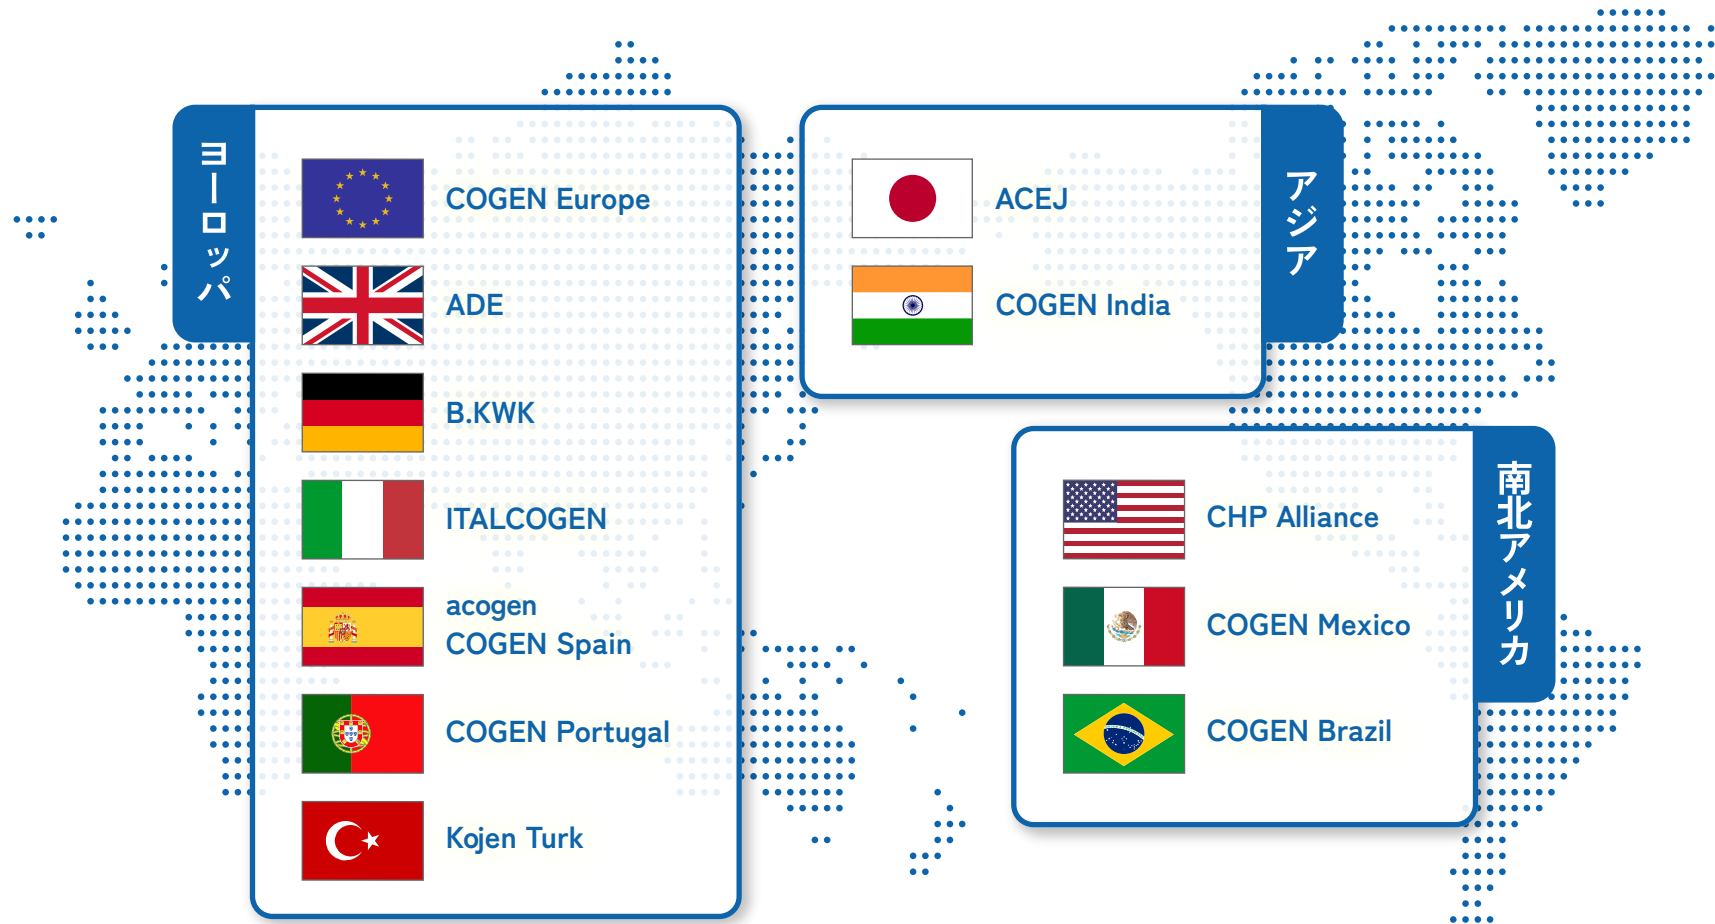 ヨーロッパ
COGEN Europe
ADE
B.KWK
ITALCOGEN
acogen
COGEN Spain
COGEN Portugal
Kojen Turk
アジア
ACEJ
COGEN India
南北アメリカ
CHP Alliance
COGEN Mexico
COGEN Brazil